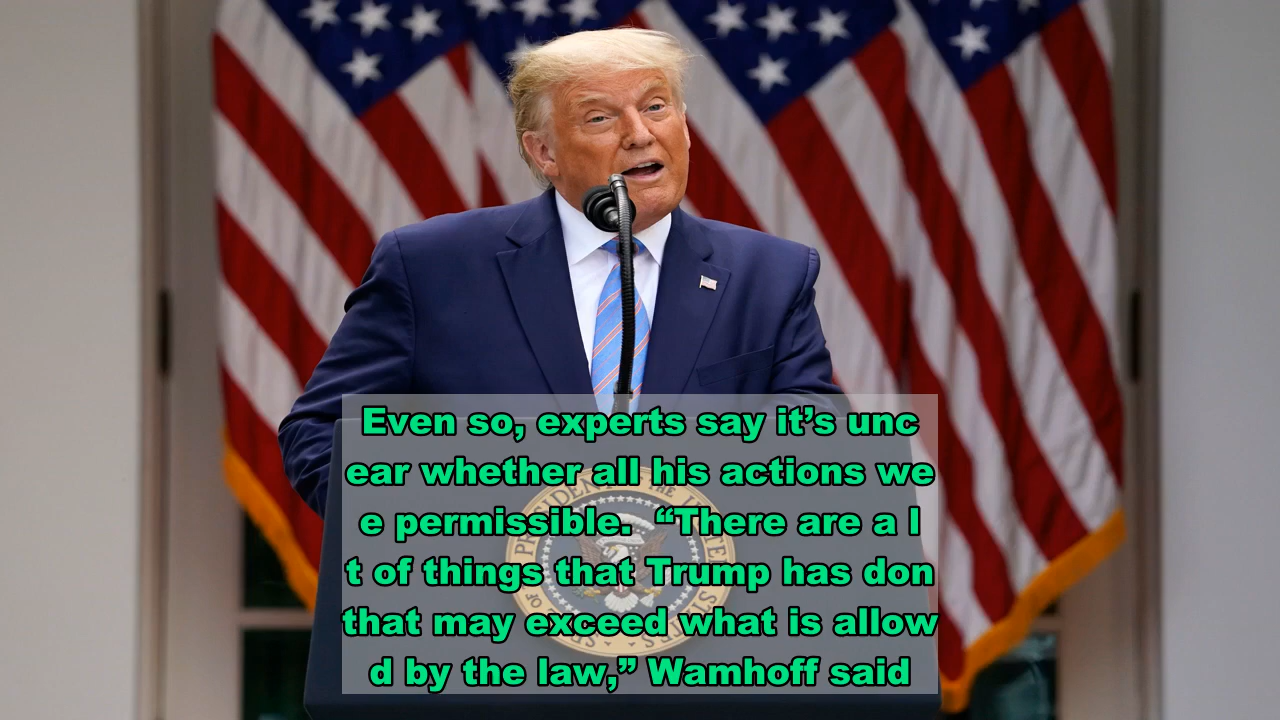 Even so, experts say it’s unc
ear whether all his actions we
e permissible.  “There are a l
t of things that Trump has don
that may exceed what is allow
d by the law,” Wamhoff said